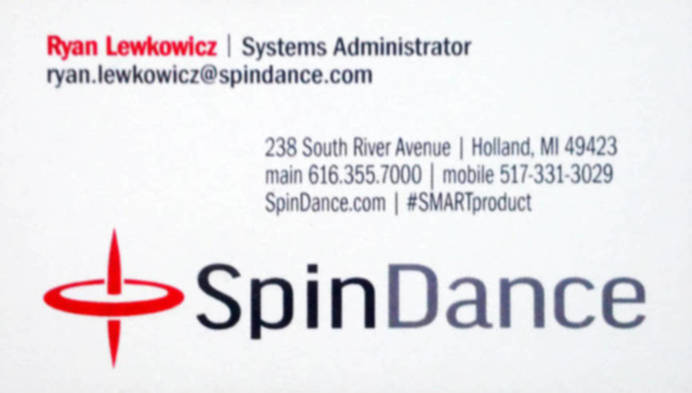 Ryan Lewkowicz | Systems Administrator
ryan.lewkowicz@spindance.com
238 South River Avenue | Holland, MI 49423
main 616.355.7000 | mobile 517-331-3029
SpinDance.com | #SMARTproduct
SpinDance